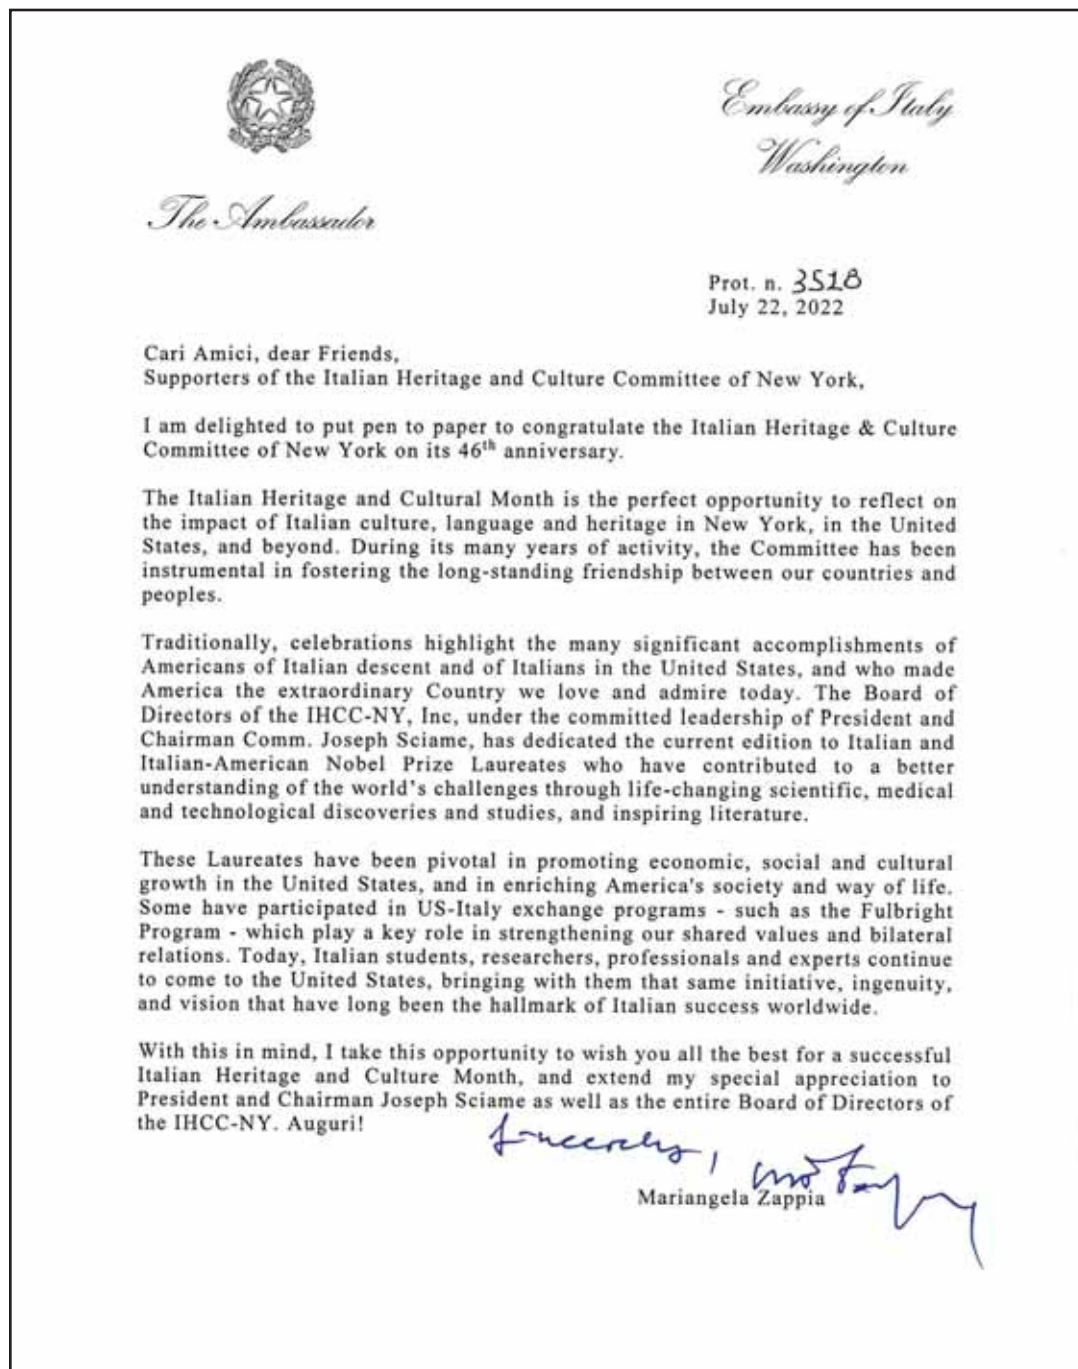 Embassy of Italy
Washington
The Ambassador
Prot. n. 3518
July 22, 2022
Cari Amici, dear Friends,
Supporters of the Italian Heritage and Culture Committee of New York,
I am delighted to put pen to paper to congratulate the Italian Heritage & Culture
Committee of New York on its 46th anniversary.
The Italian Heritage and Cultural Month is the perfect opportunity to reflect on
the impact of Italian culture, language and heritage in New York, in the United
States, and beyond. During its many years of activity, the Committee has been
instrumental in fostering the long-standing friendship between our countries and
peoples.
Traditionally, celebrations highlight the many significant accomplishments of
Americans of Italian descent and of Italians in the United States, and who made
America the extraordinary Country we love and admire today. The Board of
Directors of the IHCC-NY, Inc, under the committed leadership of President and
Chairman Comm. Joseph Sciame, has dedicated the current edition to Italian and
Italian-American Nobel Prize Laureates who have contributed to a better
understanding of the world's challenges through life-changing scientific, medical
and technological discoveries and studies, and inspiring literature.
These Laureates have been pivotal in promoting economic, social and cultural
growth in the United States, and in enriching America's society and way of life.
Some have participated in US-Italy exchange programs - such as the Fulbright
Program - which play a key role in strengthening our shared values and bilateral
relations. Today, Italian students, researchers, professionals and experts continue
to come to the United States, bringing with them that same initiative, ingenuity,
and vision that have long been the hallmark of Italian success worldwide.
With this in mind, I take this opportunity to wish you all the best for a successful
Italian Heritage and Culture Month, and extend my special appreciation to
President and Chairman Joseph Sciame as well as the entire Board of Directors of
the IHCC-NY. Auguri!
Sincerely,
Mariangela Zappia